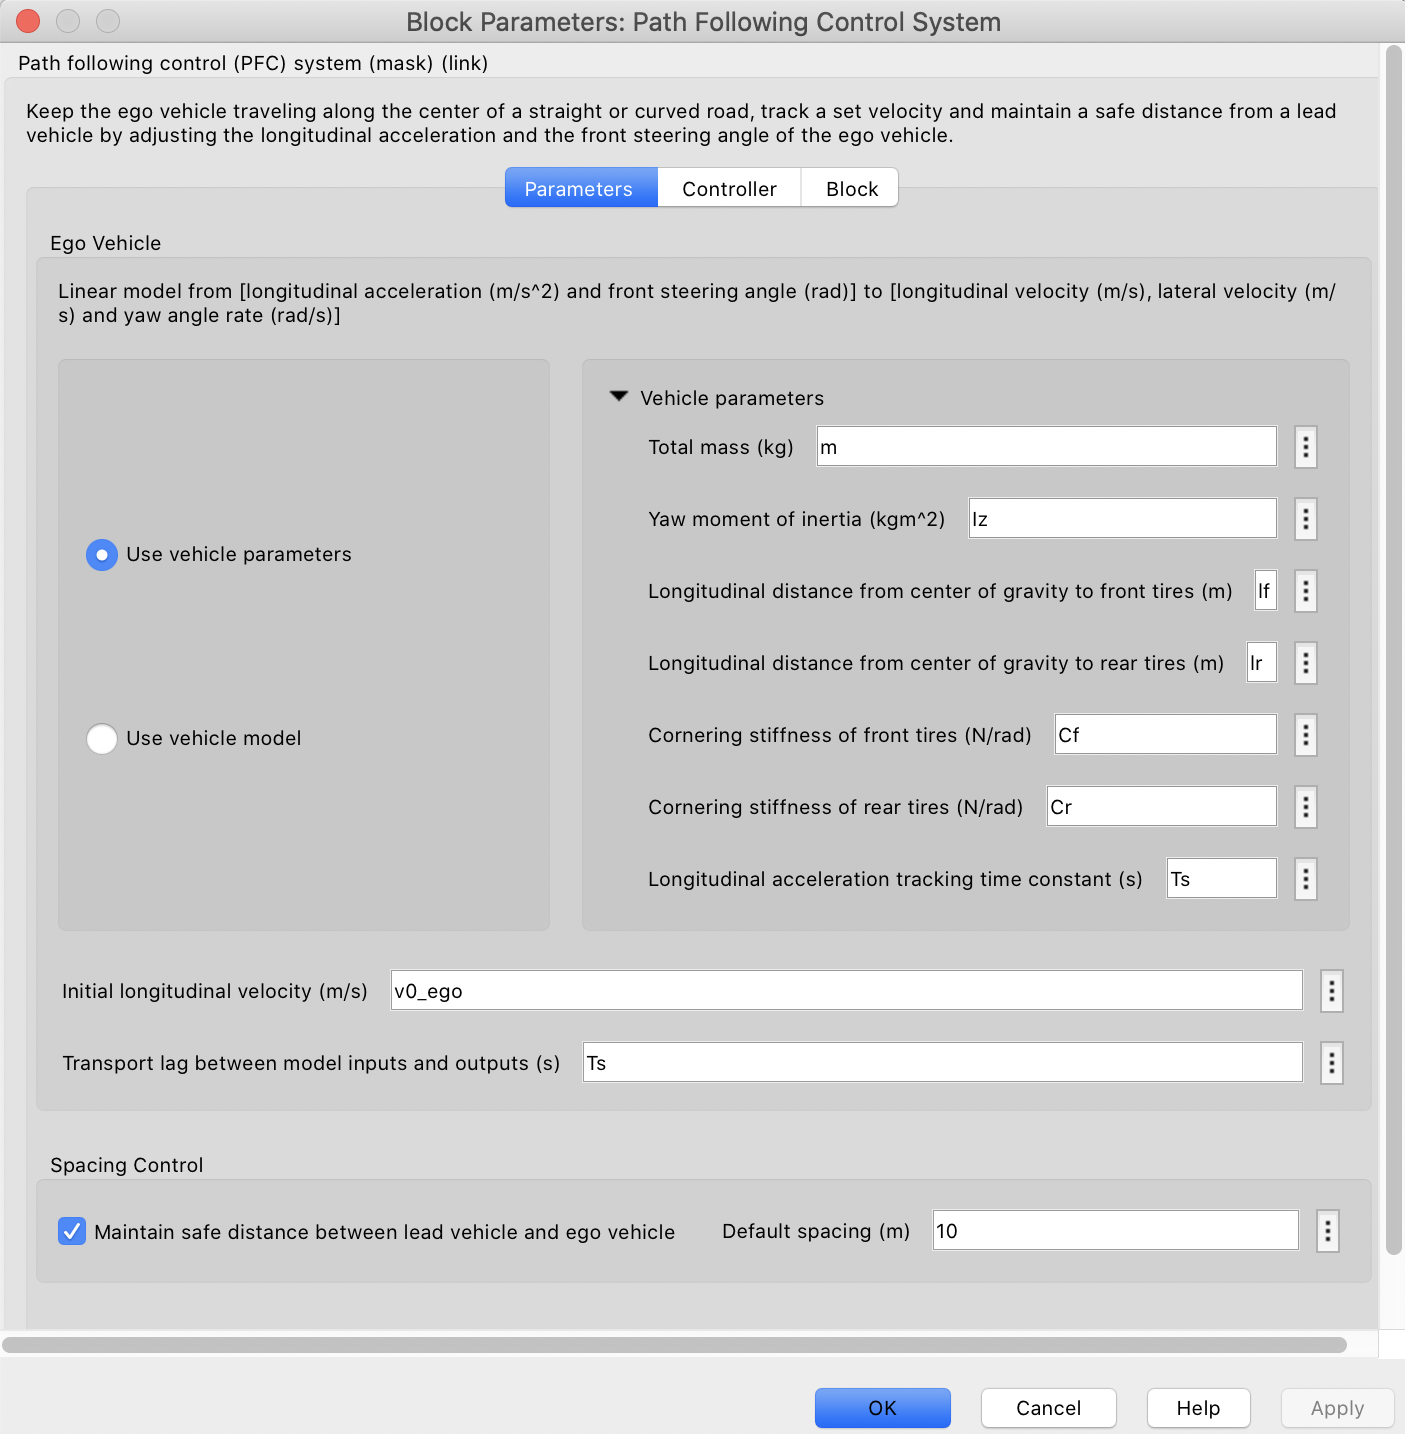 Block Parameters: Path Following Control System
Path following control (PFC) system (mask) (link)
Keep the ego vehicle traveling along the center of a straight or curved road, track a set velocity and maintain a safe distance from a lead
vehicle by adjusting the longitudinal acceleration and the front steering angle of the ego vehicle.
Parameters Controller Block
Ego Vehicle
Linear model from [longitudinal acceleration (m/s^2) and front steering angle (rad)] to [longitudinal velocity (m/s), lateral velocity (m/
s) and yaw angle rate (rad/s)]
Use vehicle parameters
Use vehicle model
Vehicle parameters
Total mass (kg) m
Yaw moment of inertia (kgm^2) Iz
Longitudinal distance from center of gravity to front tires (m) lf
Longitudinal distance from center of gravity to rear tires (m) lr
Cornering stiffness of front tires (N/rad) Cf
Cornering stiffness of rear tires (N/rad) Cr
Longitudinal acceleration tracking time constant (s) Ts
Initial longitudinal velocity (m/s) v0_ego
Transport lag between model inputs and outputs (s) Ts
Spacing Control
Maintain safe distance between lead vehicle and ego vehicle Default spacing (m) 10
OK Cancel Help Apply